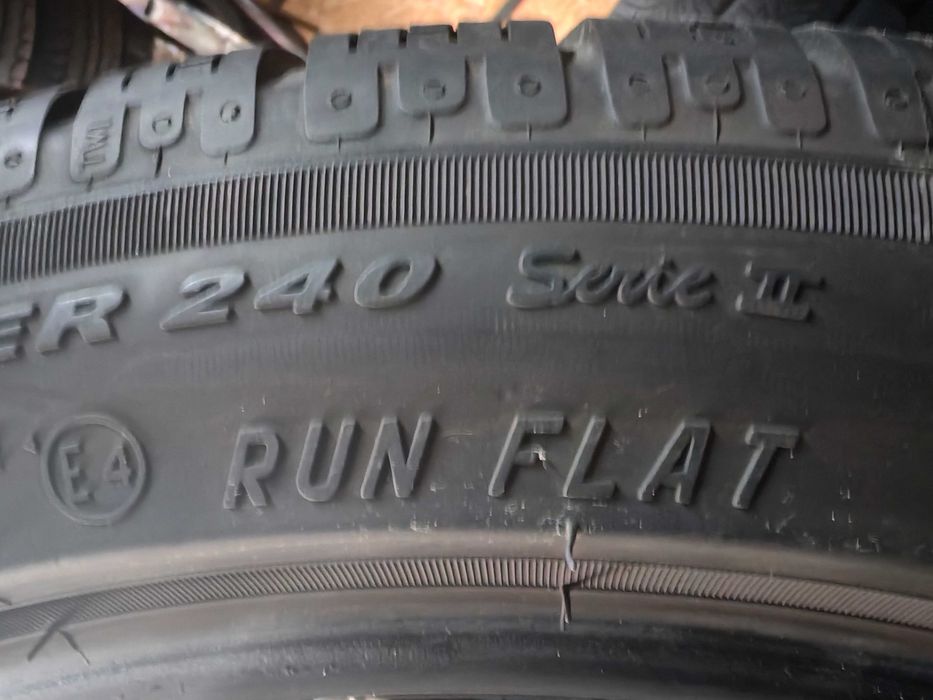 ER 240 Serie II
E4 RUN FLAT